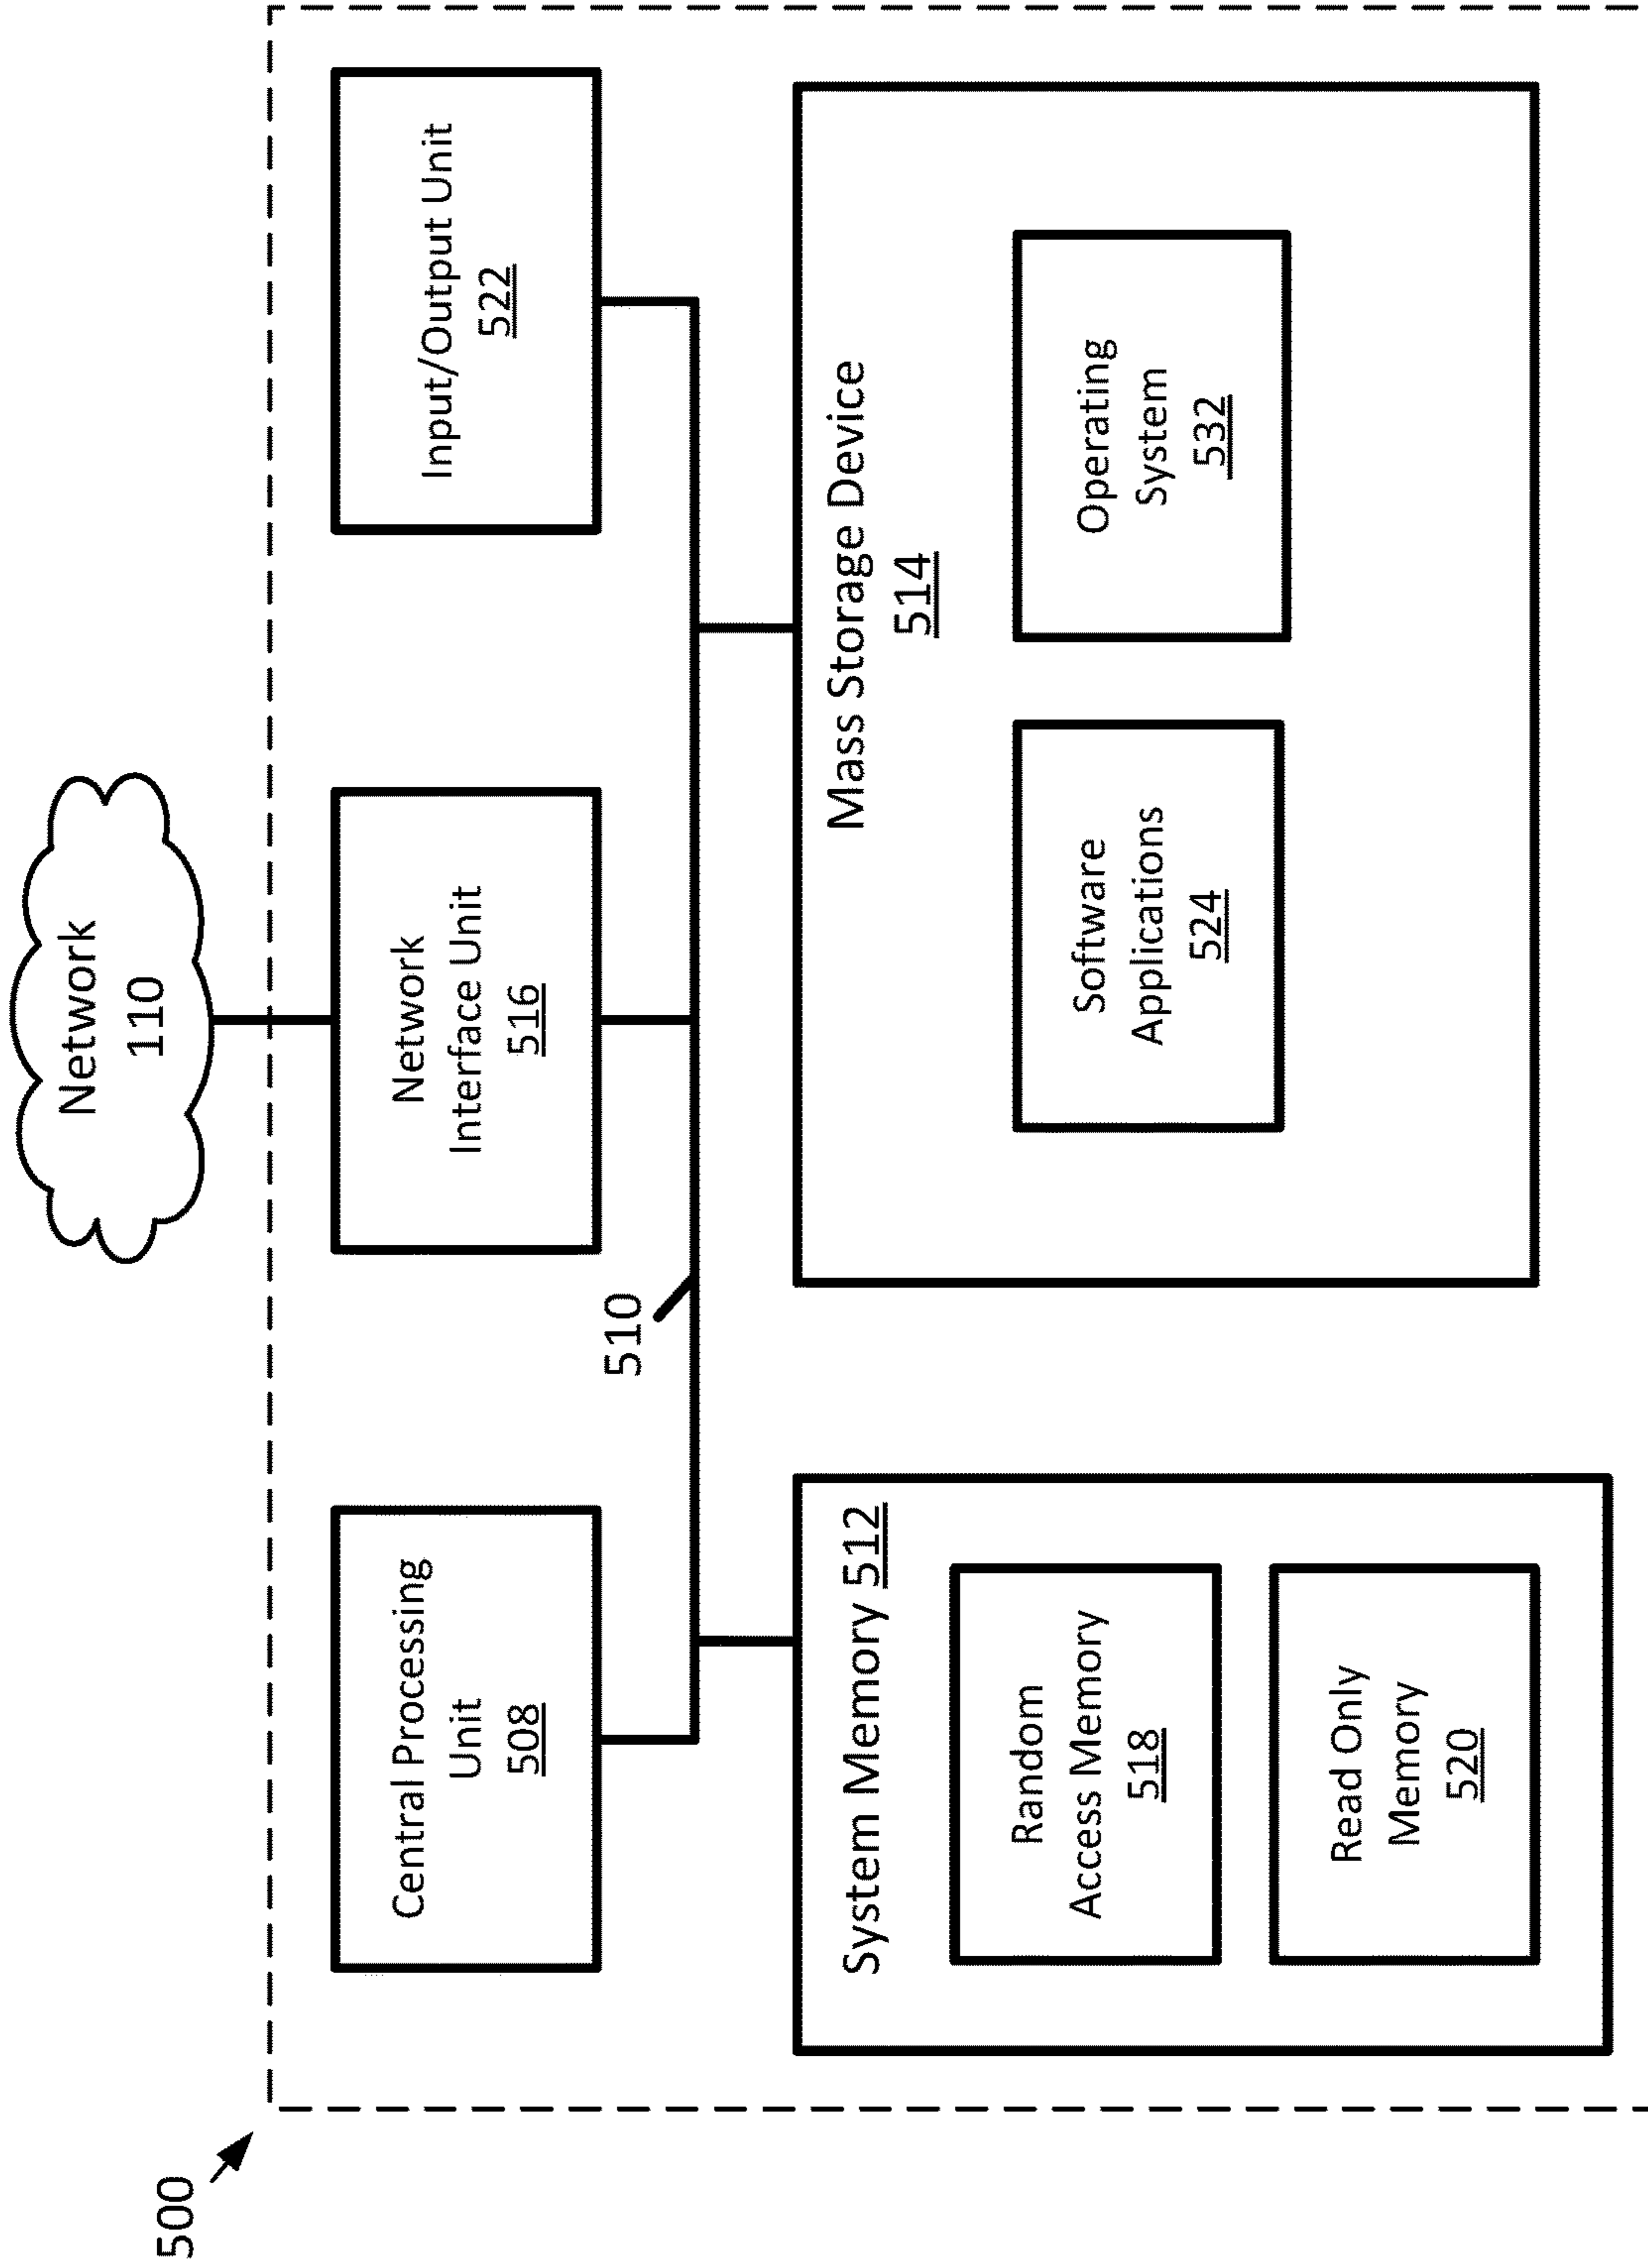 500
Network
110
Central Processing
Unit
508
Network
Interface Unit
516
Input/Output Unit
522
510
System Memory 512
Random
Access Memory
518
Read Only
Memory
520
Mass Storage Device
514
Software
Applications
524
Operating
System
532